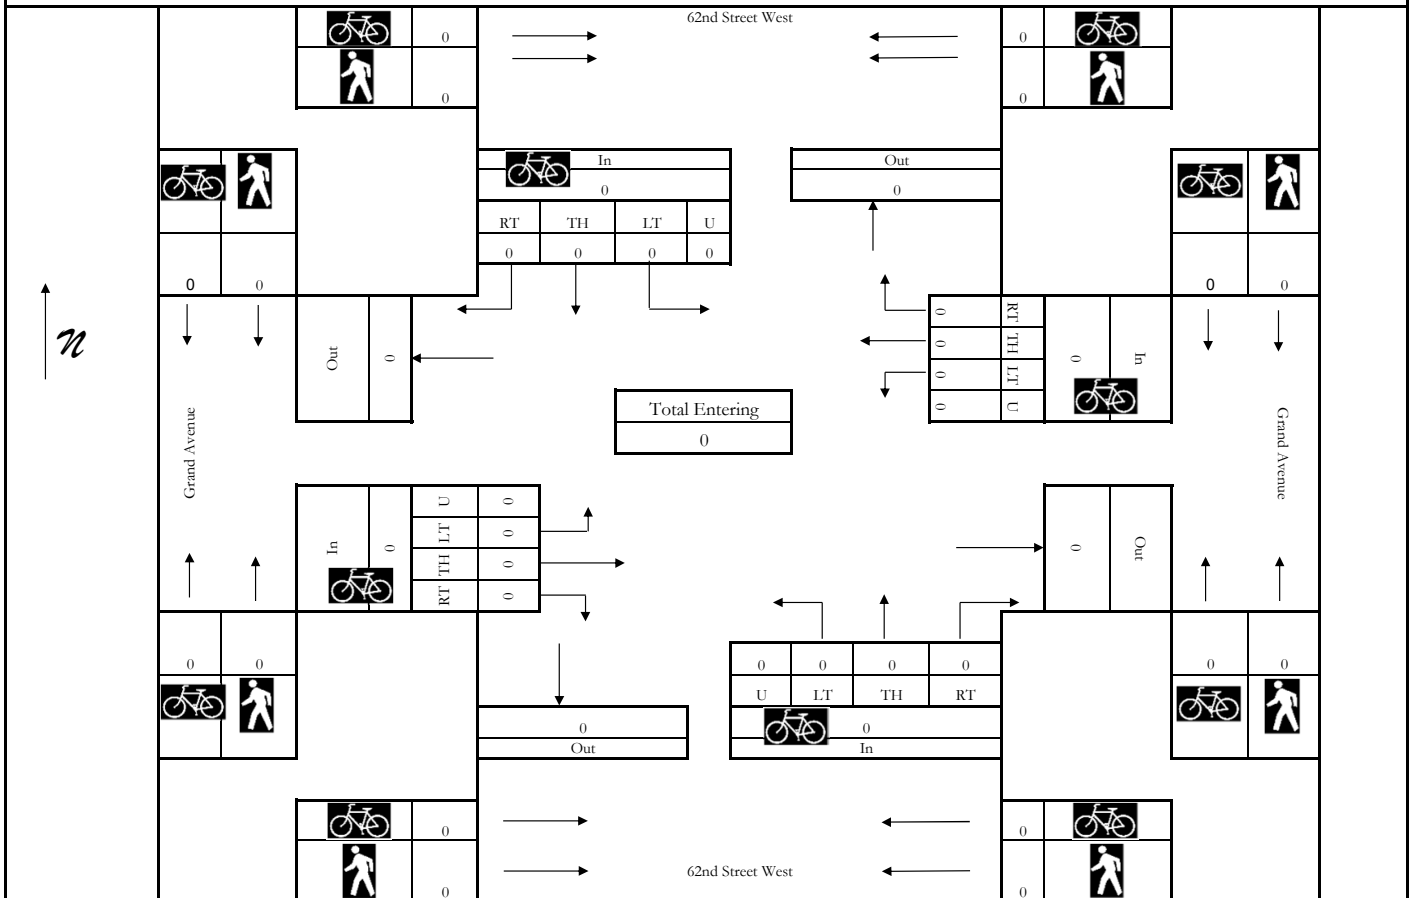 62nd Street West
0
0
0
0
In
0
RT TH LT U
0 0 0 0
Out
0
0 0
0 0
N
Out 0
0 RT
0 TH
0 LT
0 U
0 In
Grand Avenue
Grand Avenue
Total Entering
0
In 0
U 0
LT 0
TH 0
RT 0
0 Out
0 0
0 0
0 0 0 0
U LT TH RT
0
In
0
Out
0
0
0
0
62nd Street West